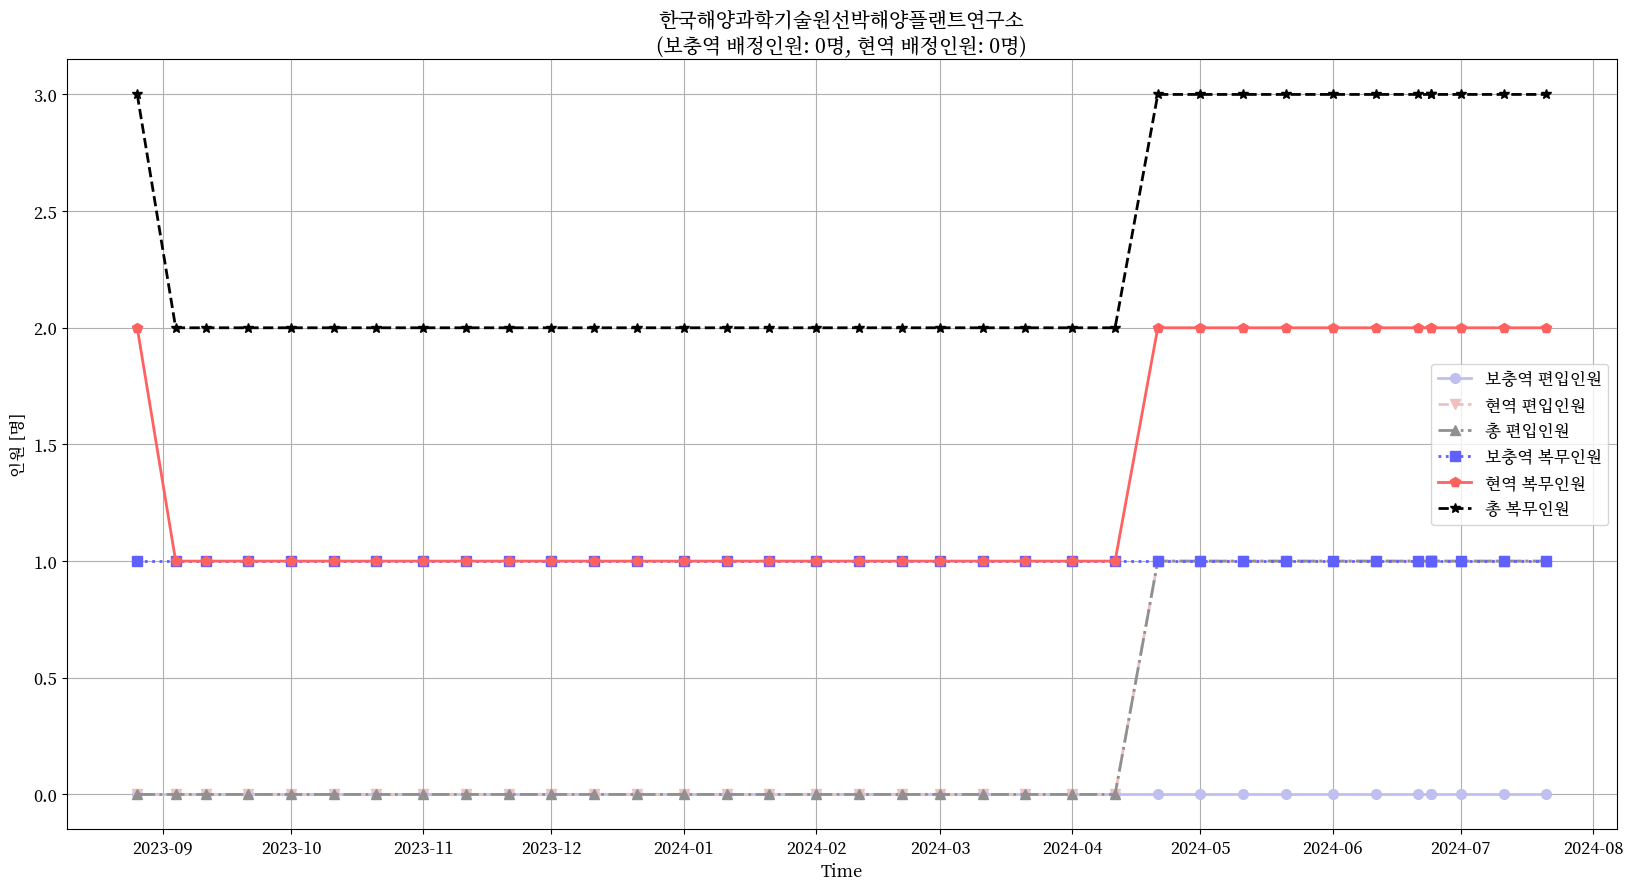 한국해양과학기술원선박해양플랜트연구소
(보충역 배정인원: 0명, 현역 배정인원: 0명)
3.0
2.5
2.0
1.5
1.0
0.5
0.0
인원 [명]
보충역 편입인원
현역 편입인원
총 편입인원
보충역 복무인원
현역 복무인원
총 복무인원
2023-09 2023-10 2023-11 2023-12 2024-01 2024-02 2024-03 2024-04 2024-05 2024-06 2024-07 2024-08
Time